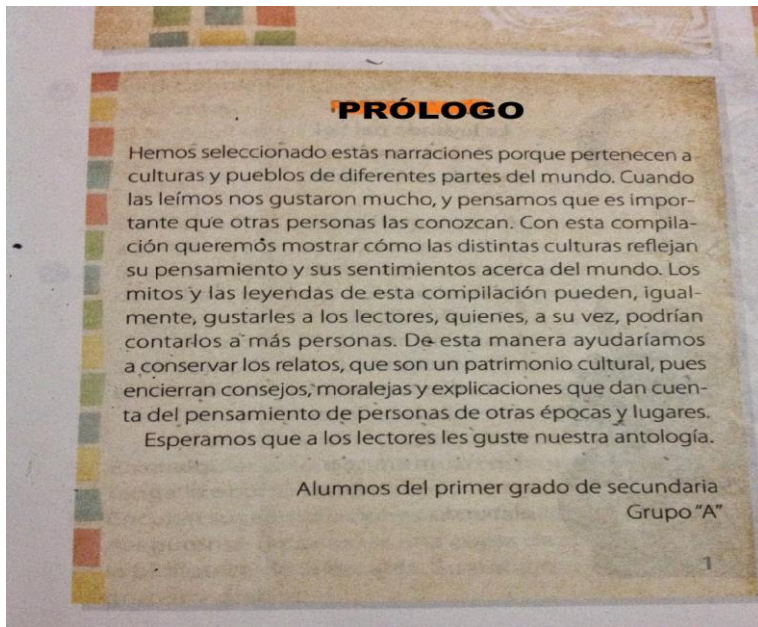 PRÓLOGO
Hemos seleccionado estas narraciones porque pertenecen a
culturas y pueblos de diferentes partes del mundo. Cuando
las leímos nos gustaron mucho, y pensamos que es impor-
tante que otras personas las conozcan. Con esta compila-
ción queremos mostrar cómo las distintas culturas reflejan
su pensamiento y sus sentimientos acerca del mundo. Los
mitos y las leyendas de esta compilación pueden, igual-
mente, gustarles a los lectores, quienes, a su vez, podrían
contarlos a más personas. De esta manera ayudaríamos
a conservar los relatos, que son un patrimonio cultural, pues
encierran consejos, moralejas y explicaciones que dan cuen-
ta del pensamiento de personas de otras épocas y lugares.
Esperamos que a los lectores les guste nuestra antología.
Alumnos del primer grado de secundaria
Grupo "A"
1